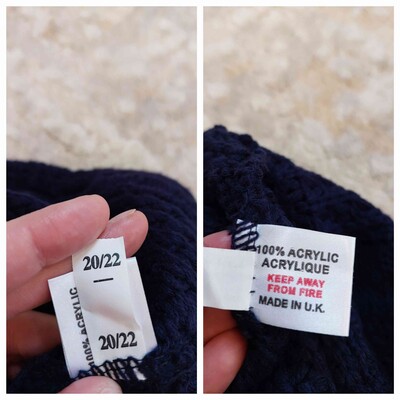 20/22
—
20/22
100% ACRYLIC
100% ACRYLIC
ACRYLIQUE
KEEP AWAY
FROM FIRE
MADE IN U.K.